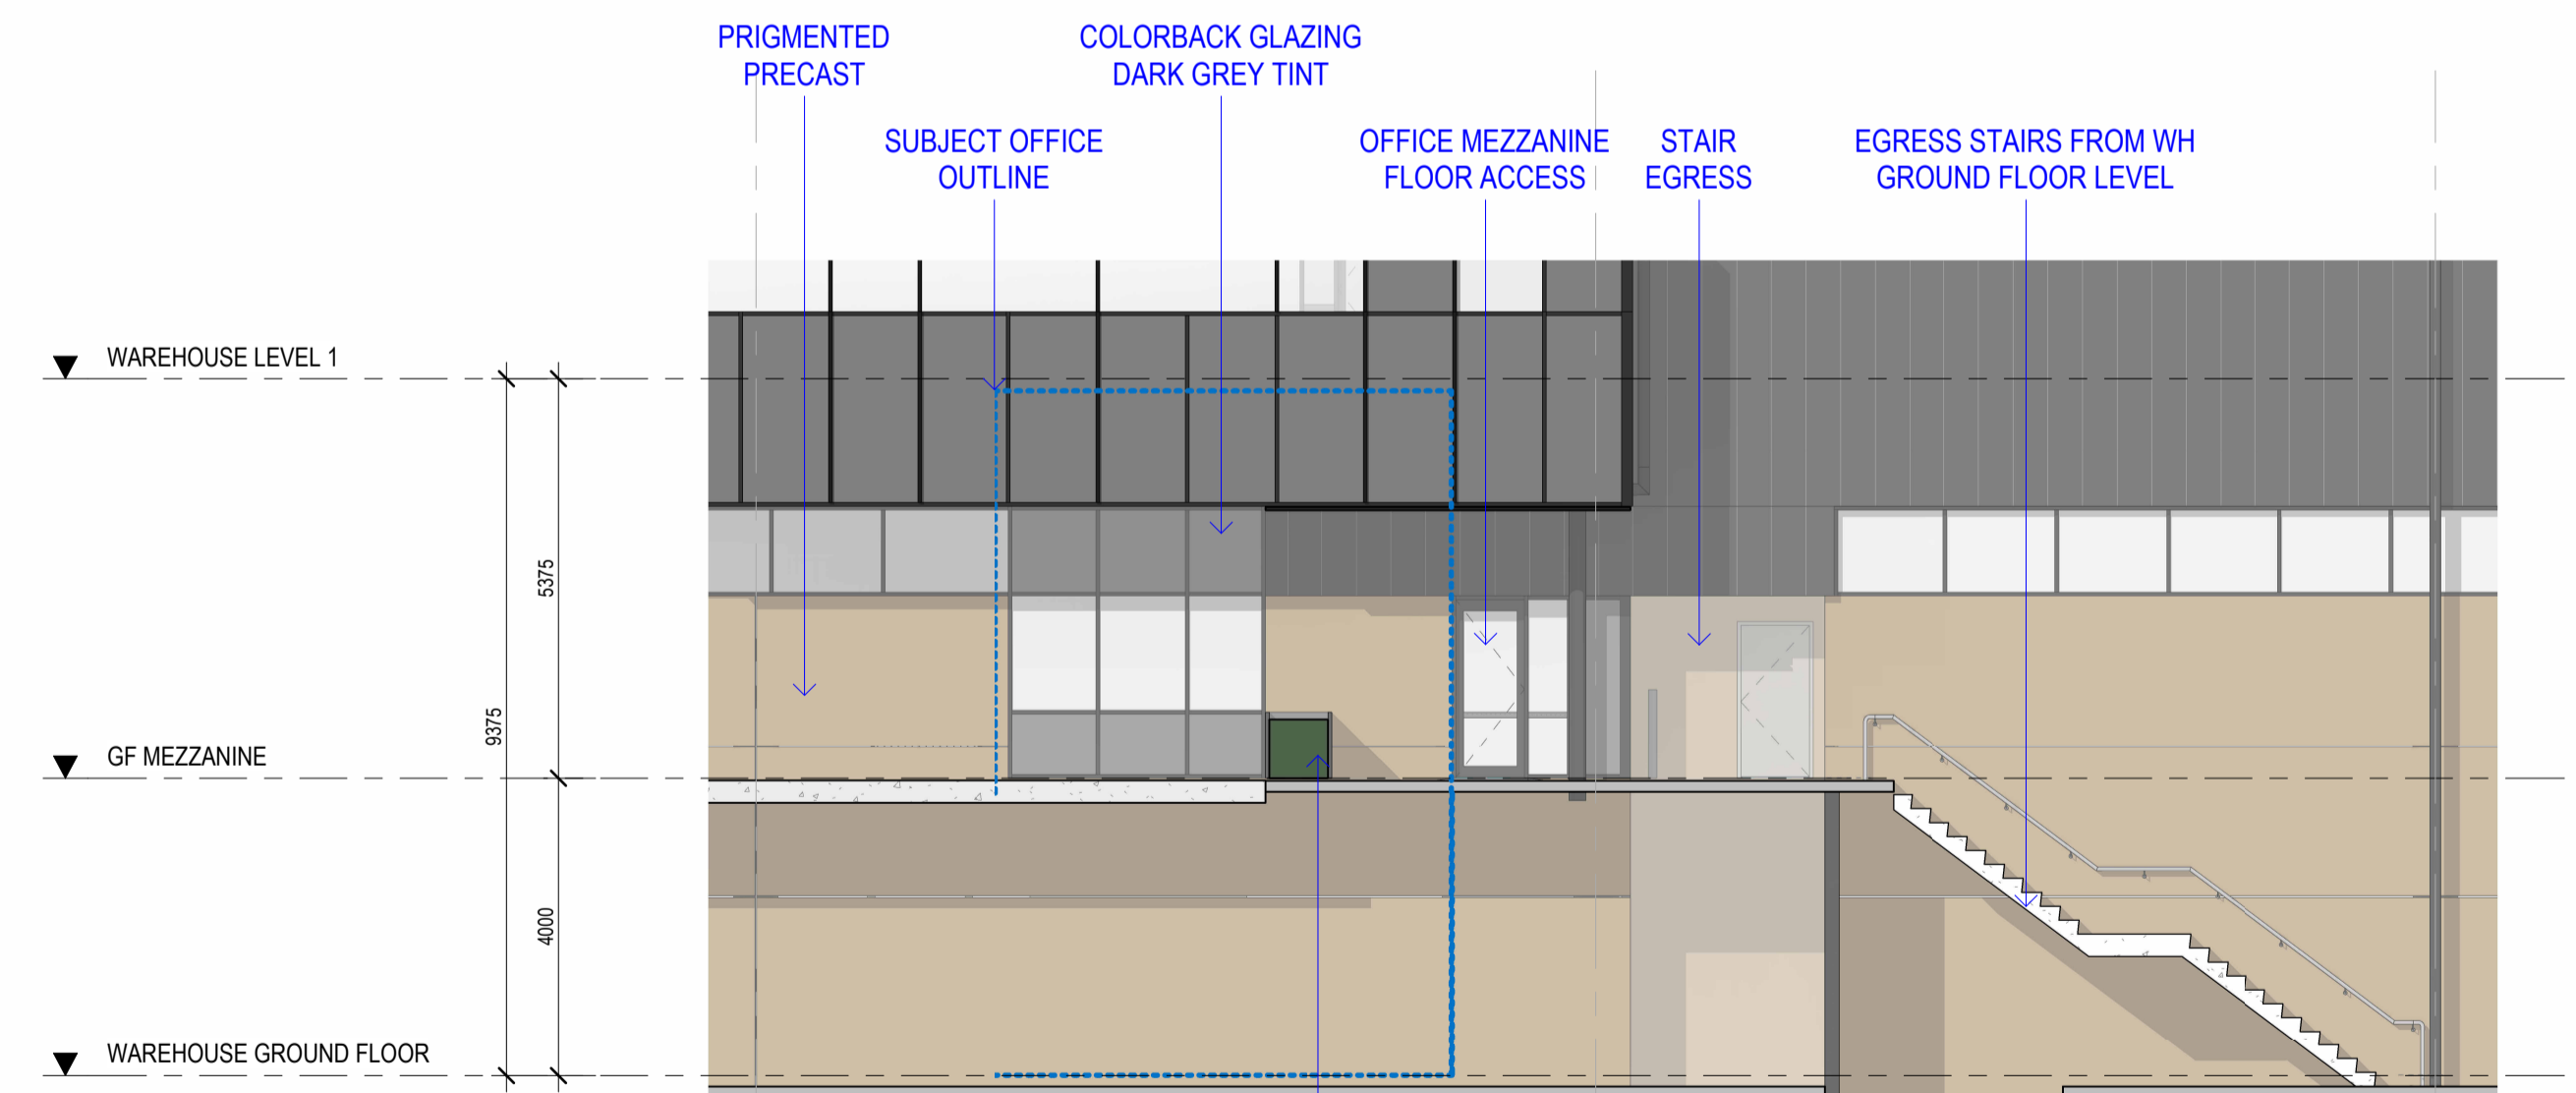 PRIGMENTED
PRECAST
COLORBACK GLAZING
DARK GREY TINT
SUBJECT OFFICE
OUTLINE
OFFICE MEZZANINE
FLOOR ACCESS
STAIR
EGRESS
EGRESS STAIRS FROM WH
GROUND FLOOR LEVEL
WAREHOUSE LEVEL 1
5375
9375
GF MEZZANINE
4000
WAREHOUSE GROUND FLOOR